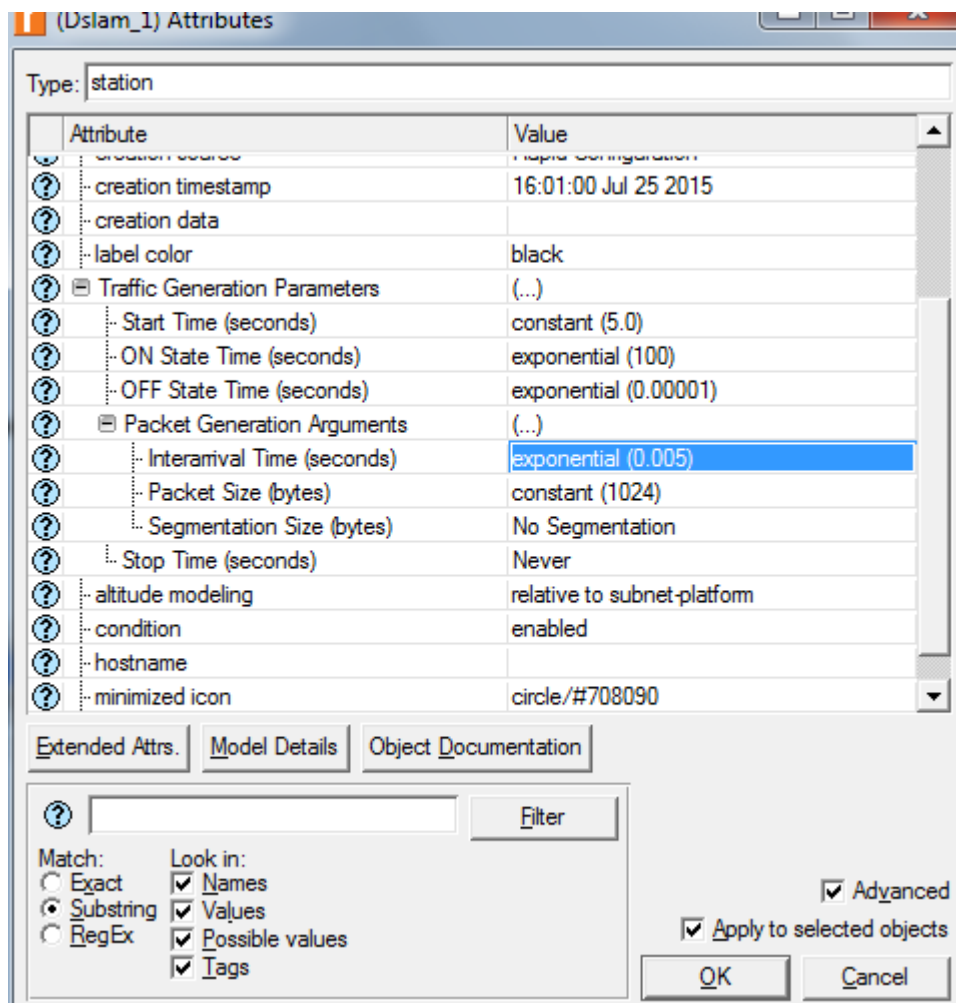 (Dslam_1) Attributes
Type: station
Attribute Value
creation timestamp 16:01:00 Jul 25 2015
creation data
label color black
Traffic Generation Parameters (...)
Start Time (seconds) constant (5.0)
ON State Time (seconds) exponential (100)
OFF State Time (seconds) exponential (0.00001)
Packet Generation Arguments (...)
Interarrival Time (seconds) exponential (0.005)
Packet Size (bytes) constant (1024)
Segmentation Size (bytes) No Segmentation
Stop Time (seconds) Never
altitude modeling relative to subnet-platform
condition enabled
hostname
minimized icon circle/#708090
Extended Attrs. Model Details Object Documentation
Filter
Match: Look in:
Exact Names
Substring Values
RegEx Possible values
Tags
Advanced
Apply to selected objects
OK Cancel